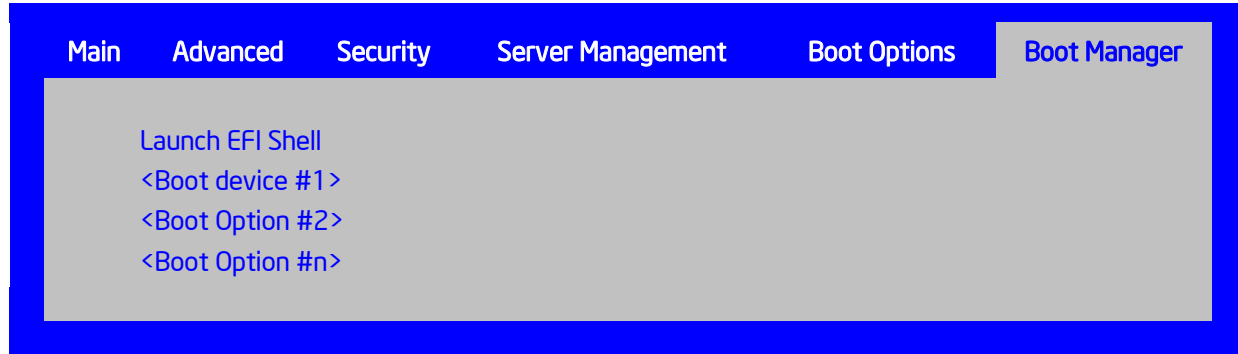 Main Advanced Security Server Management Boot Options Boot Manager
Launch EFI Shell
<Boot device #1>
<Boot Option #2>
<Boot Option #n>